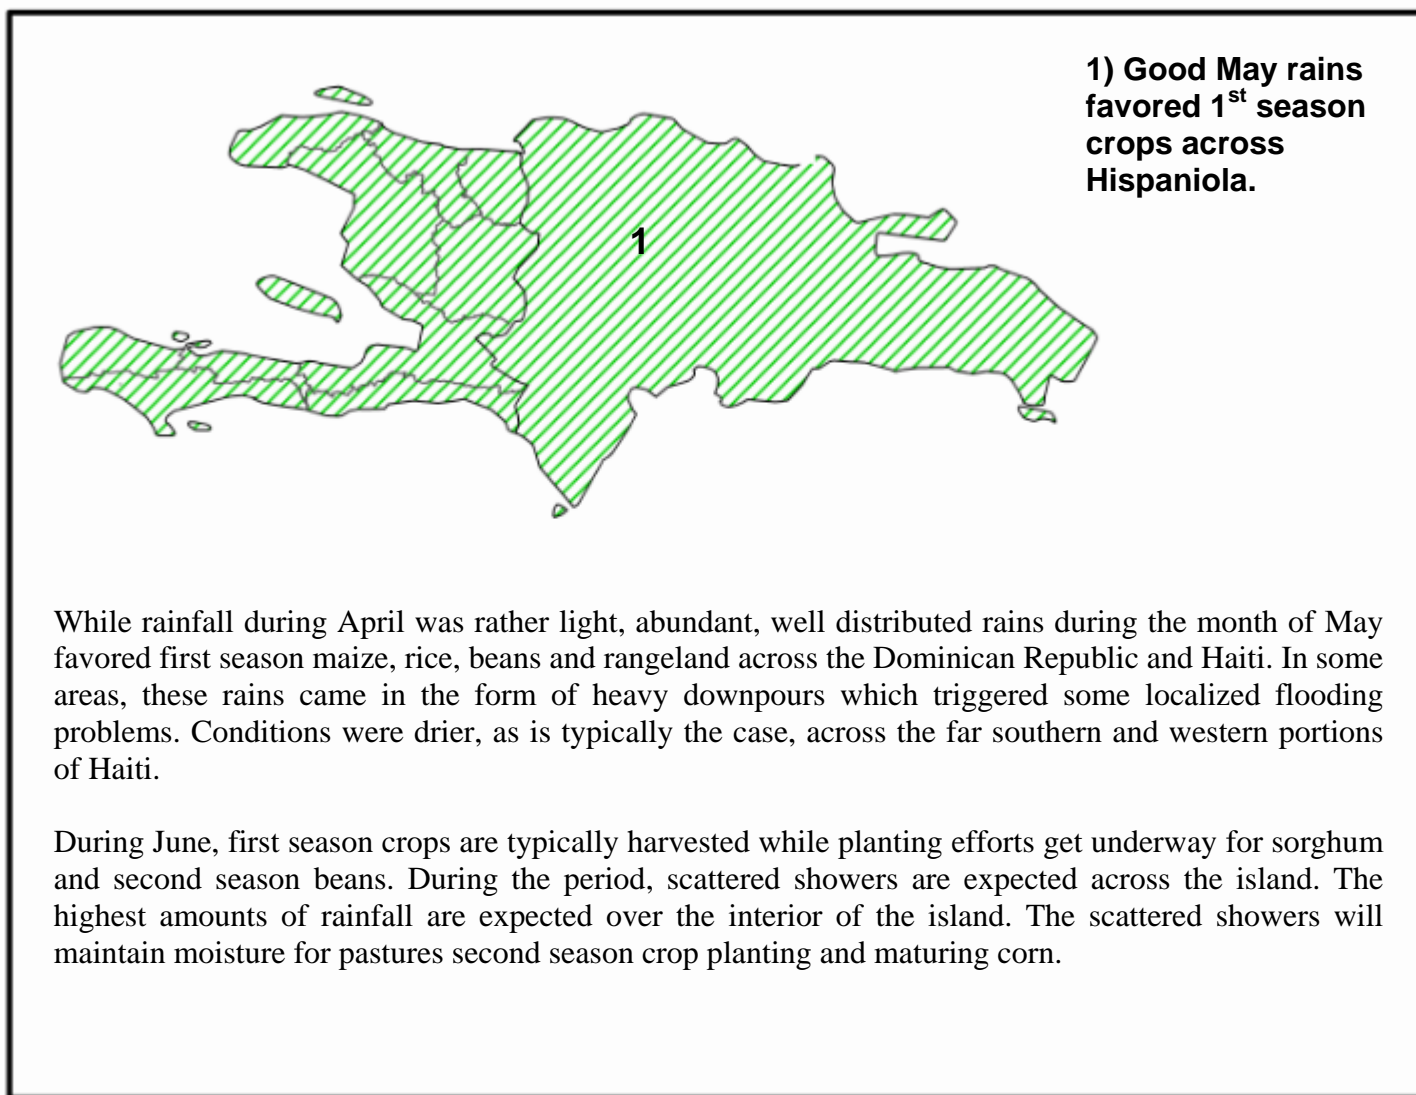 1) Good May rains
favored 1st season
crops across
Hispaniola.
1
While rainfall during April was rather light, abundant, well distributed rains during the month of May
favored first season maize, rice, beans and rangeland across the Dominican Republic and Haiti. In some
areas, these rains came in the form of heavy downpours which triggered some localized flooding
problems. Conditions were drier, as is typically the case, across the far southern and western portions
of Haiti.
During June, first season crops are typically harvested while planting efforts get underway for sorghum
and second season beans. During the period, scattered showers are expected across the island. The
highest amounts of rainfall are expected over the interior of the island. The scattered showers will
maintain moisture for pastures second season crop planting and maturing corn.